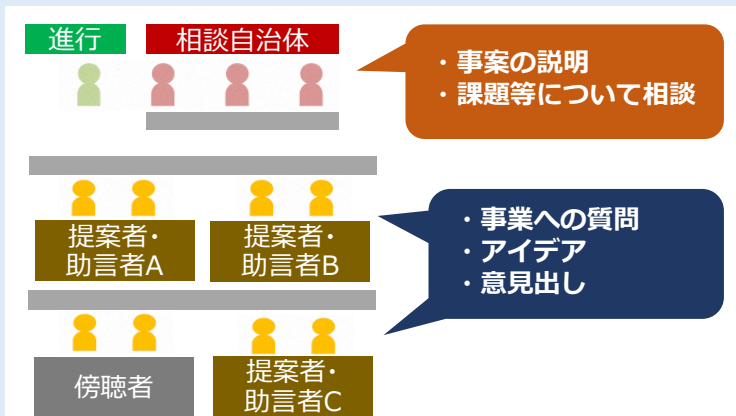 進行
相談自治体
・事案の説明
・課題等について相談
提案者・
助言者A
提案者・
助言者B
・事業への質問
・アイデア
・意見出し
傍聴者
提案者・
助言者C